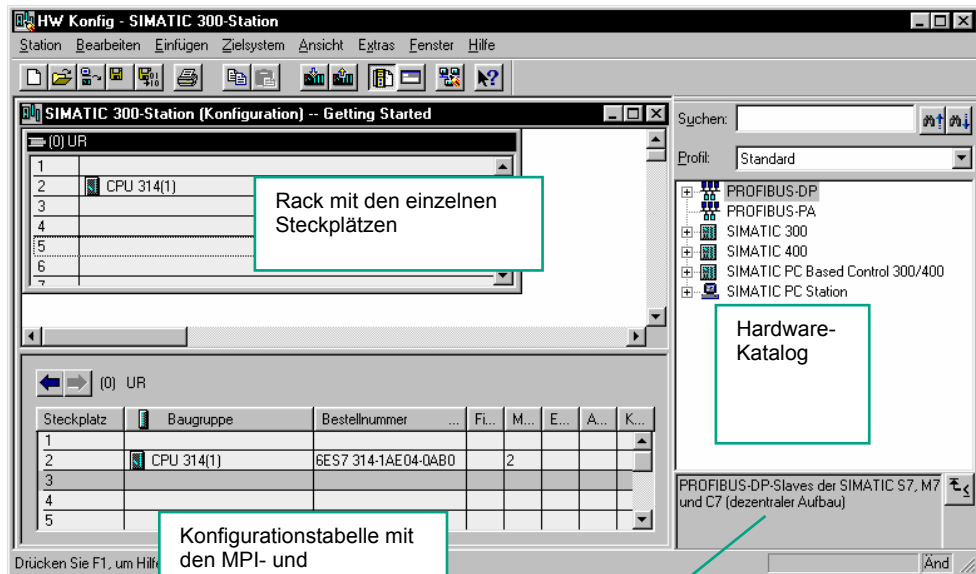 HW Konfig - SIMATIC 300-Station
Station Bearbeiten Einfügen Zielsystem Ansicht Extras Fenster Hilfe
SIMATIC 300-Station (Konfiguration) -- Getting Started
(0) UR
1
2 CPU 314(1)
3
4
5
6
7
Rack mit den einzelnen
Steckplätzen
Suchen:
Profil: Standard
PROFIBUS-DP
PROFIBUS-PA
SIMATIC 300
SIMATIC 400
SIMATIC PC Based Control 300/400
SIMATIC PC Station
Hardware-
Katalog
(0) UR
Steckplatz Baugruppe Bestellnummer ... Fi... M... E... A... K...
1
2 CPU 314(1) 6ES7 314-1AE04-0AB0 2
3
4
5
Konfigurationstabelle mit
den MPI- und
PROFIBUS-DP-Slaves der SIMATIC S7, M7
und C7 (dezentraler Aufbau)
Drücken Sie F1, um Hilf
Änd